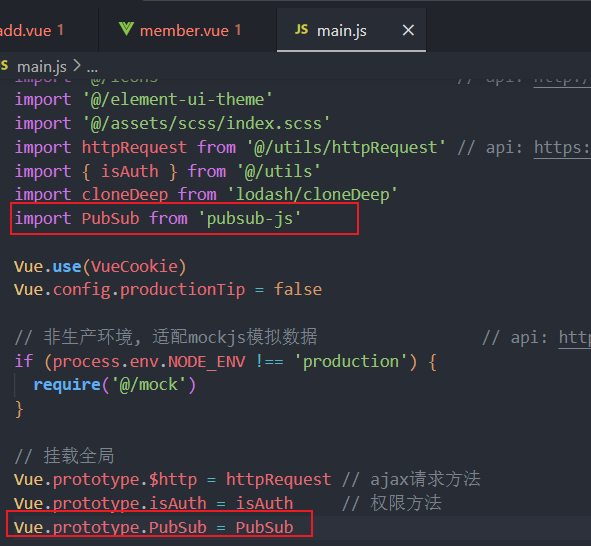 add.vue 1 member.vue 1 JS main.js ×
main.js > ...
import '@/icons' // api: http:/
import '@/element-ui-theme'
import '@/assets/scss/index.scss'
import httpRequest from '@/utils/httpRequest' // api: https:
import { isAuth } from '@/utils'
import cloneDeep from 'lodash/cloneDeep'
import PubSub from 'pubsub-js'
Vue.use(VueCookie)
Vue.config.productionTip = false
// 非生产环境, 适配mockjs模拟数据 // api: http
if (process.env.NODE_ENV !== 'production') {
require('@/mock')
}
// 挂载全局
Vue.prototype.$http = httpRequest // ajax请求方法
Vue.prototype.isAuth = isAuth // 权限方法
Vue.prototype.PubSub = PubSub